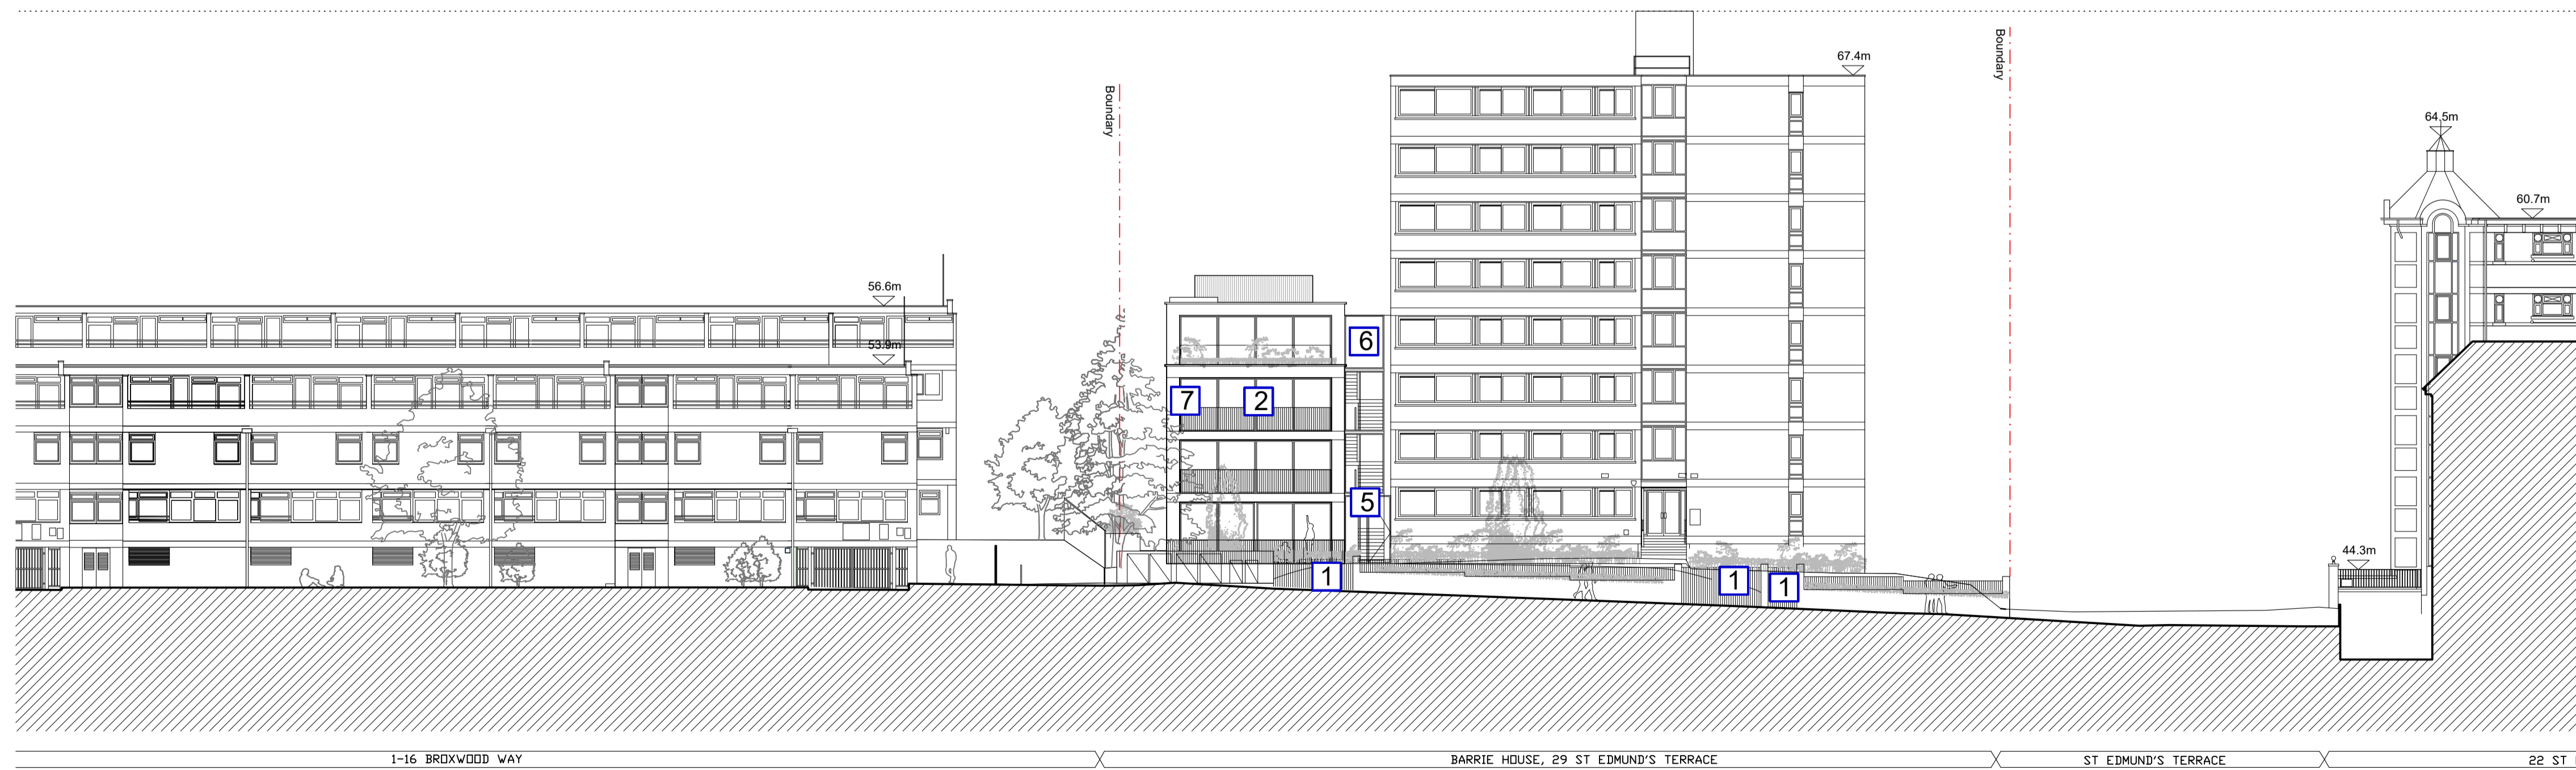 Boundary
Boundary
67.4m
64.5m
60.7m
56.6m
53.9m
6
7
2
5
44.3m
1
1
1
1-16 BROXWOOD WAY
BARRIE HOUSE, 29 ST EDMUND'S TERRACE
ST EDMUND'S TERRACE
22 ST